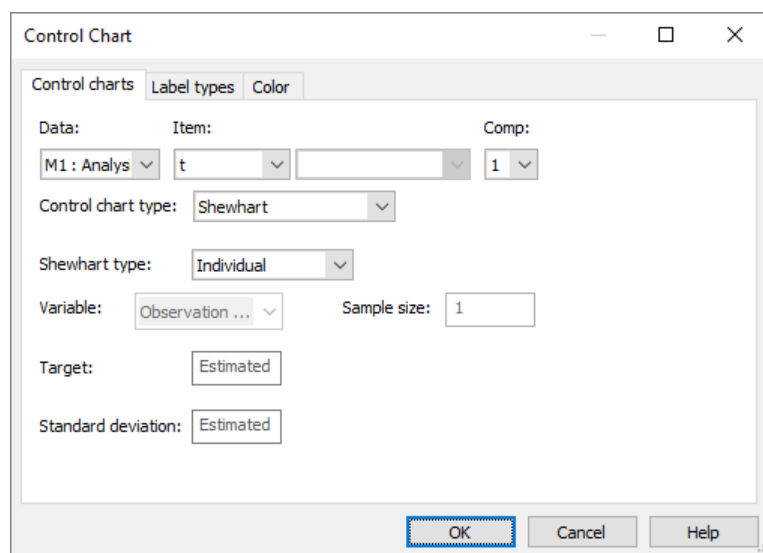 Control Chart
Control charts Label types Color
Data: Item: Comp:
M1 : Analys t 1
Control chart type: Shewhart
Shewhart type: Individual
Variable: Observation ... Sample size: 1
Target: Estimated
Standard deviation: Estimated
OK Cancel Help